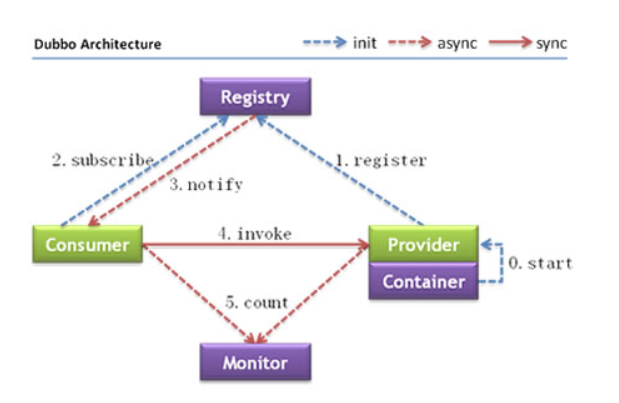 Dubbo Architecture
init
async
sync
Registry
2. subscribe
1. register
3. notify
Consumer
4. invoke
Provider
Container
0. start
5. count
Monitor